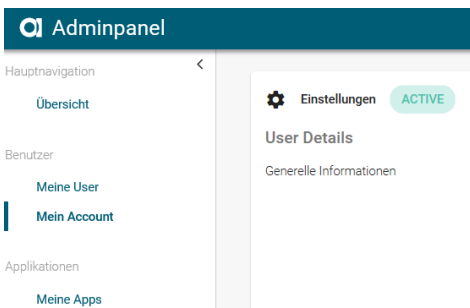 Adminpanel
Hauptnavigation
Übersicht
Benutzer
Meine User
Mein Account
Applikationen
Meine Apps
Einstellungen ACTIVE
User Details
Generelle Informationen